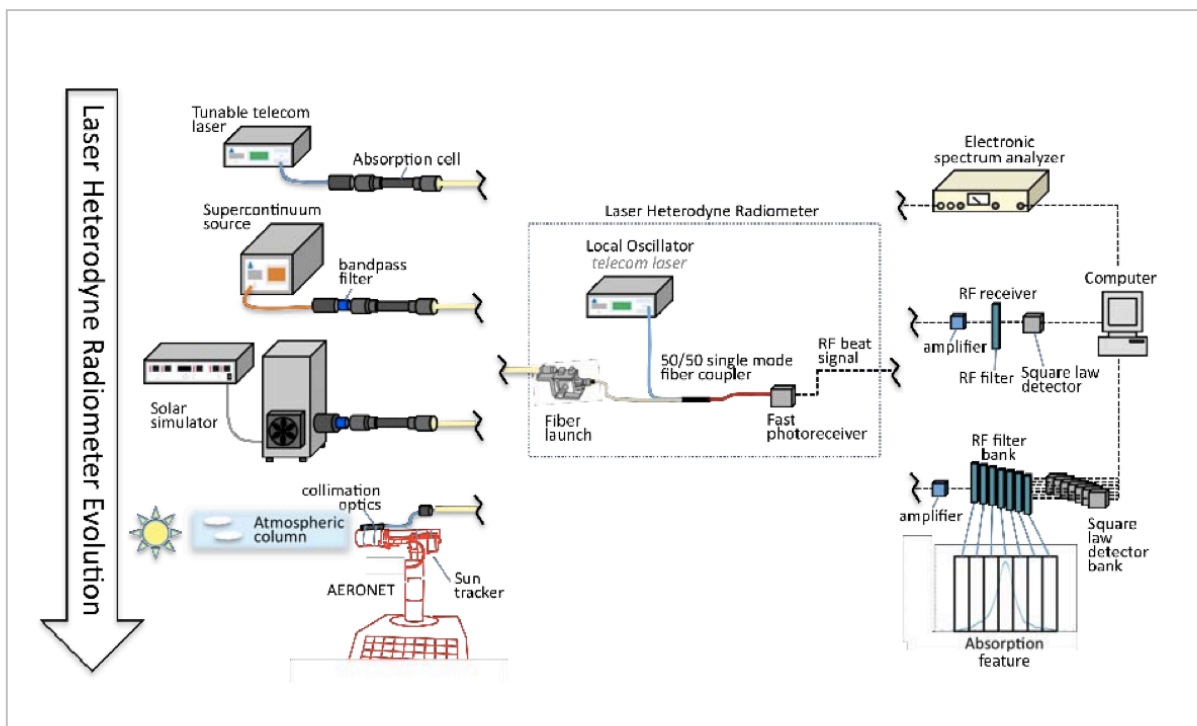 Laser Heterodyne Radiometer Evolution
Tunable telecom
laser
Absorption cell
Supercontinuum
source
bandpass
filter
Solar
simulator
collimation
optics
Atmospheric
column
AERONET
Sun
tracker
Laser Heterodyne Radiometer
Local Oscillator
telecom laser
50/50 single mode
fiber coupler
RF beat
signal
Fiber
launch
Fast
photoreceiver
Electronic
spectrum analyzer
Computer
RF receiver
amplifier
RF filter
Square law
detector
RF filter
bank
amplifier
Square
law
detector
bank
Absorption
feature